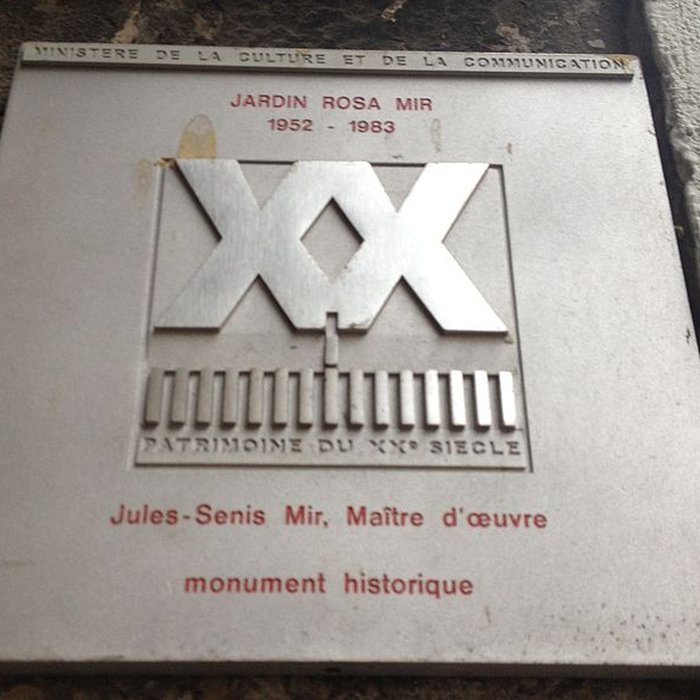 MINISTERE DE LA CULTURE ET DE LA COMMUNICATION
JARDIN ROSA MIR
1952 - 1983
XX
PATRIMOINE DU XXe SIECLE
Jules-Senis Mir, Maître d'œuvre
monument historique